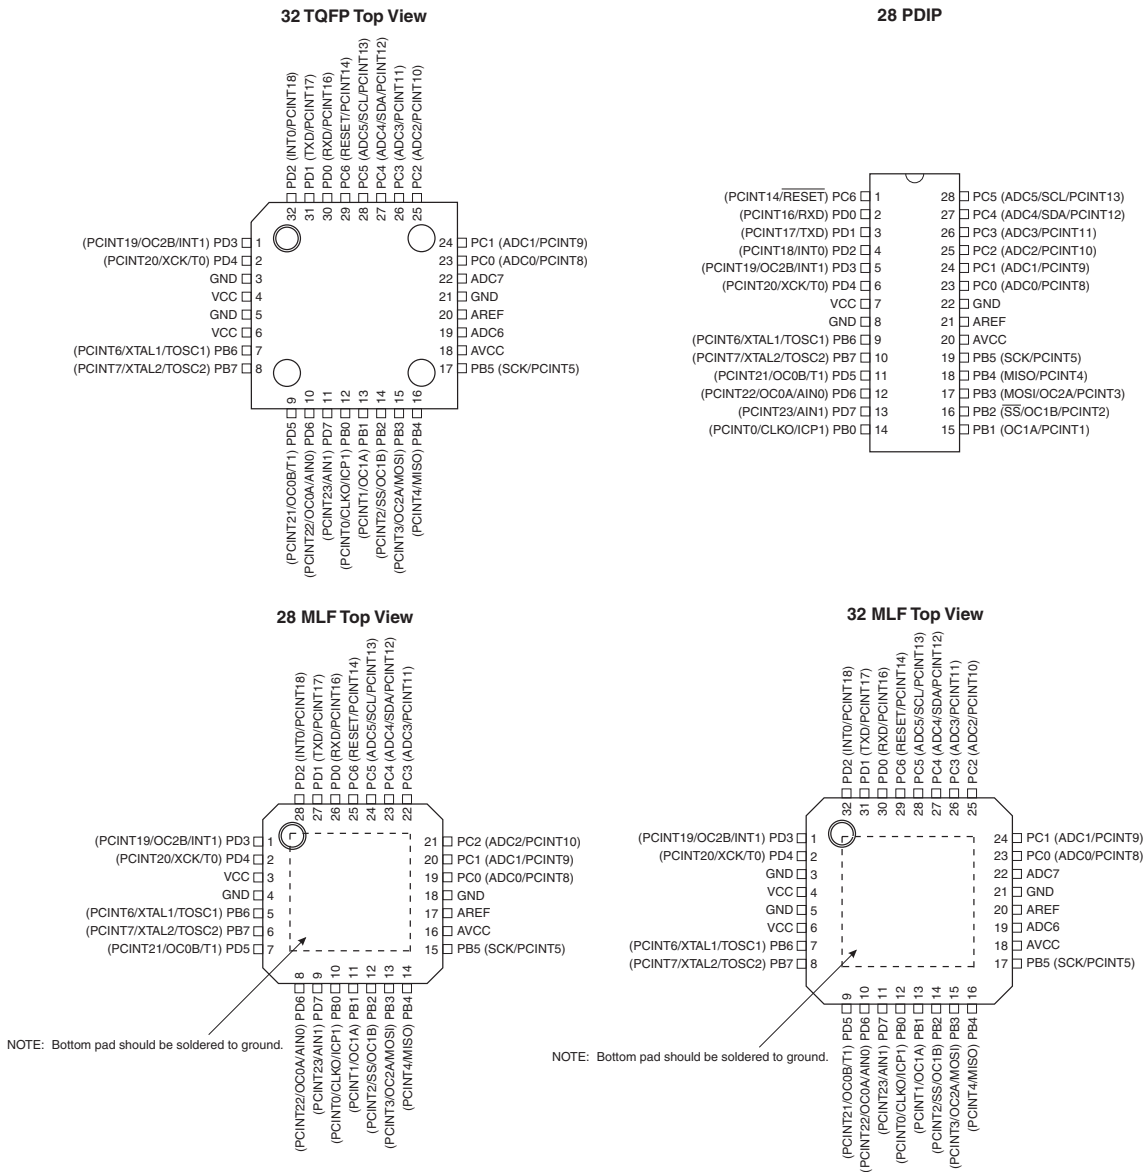 32 TQFP Top View
32 PD2 (INT0/PCINT18)
31 PD1 (TXD/PCINT17)
30 PD0 (RXD/PCINT16)
29 PC6 (RESET/PCINT14)
28 PC5 (ADC5/SCL/PCINT13)
27 PC4 (ADC4/SDA/PCINT12)
26 PC3 (ADC3/PCINT11)
25 PC2 (ADC2/PCINT10)
(PCINT19/OC2B/INT1) PD3 1
(PCINT20/XCK/T0) PD4 2
GND 3
VCC 4
GND 5
VCC 6
(PCINT6/XTAL1/TOSC1) PB6 7
(PCINT7/XTAL2/TOSC2) PB7 8
24 PC1 (ADC1/PCINT9)
23 PC0 (ADC0/PCINT8)
22 ADC7
21 GND
20 AREF
19 ADC6
18 AVCC
17 PB5 (SCK/PCINT5)
(PCINT21/OC0B/T1) PD5 9
(PCINT22/OC0A/AIN0) PD6 10
(PCINT23/AIN1) PD7 11
(PCINT0/CLKO/ICP1) PB0 12
(PCINT1/OC1A) PB1 13
(PCINT2/SS/OC1B) PB2 14
(PCINT3/OC2A/MOSI) PB3 15
(PCINT4/MISO) PB4 16
28 PDIP
(PCINT14/RESET) PC6 1
(PCINT16/RXD) PD0 2
(PCINT17/TXD) PD1 3
(PCINT18/INT0) PD2 4
(PCINT19/OC2B/INT1) PD3 5
(PCINT20/XCK/T0) PD4 6
VCC 7
GND 8
(PCINT6/XTAL1/TOSC1) PB6 9
(PCINT7/XTAL2/TOSC2) PB7 10
(PCINT21/OC0B/T1) PD5 11
(PCINT22/OC0A/AIN0) PD6 12
(PCINT23/AIN1) PD7 13
(PCINT0/CLKO/ICP1) PB0 14
28 PC5 (ADC5/SCL/PCINT13)
27 PC4 (ADC4/SDA/PCINT12)
26 PC3 (ADC3/PCINT11)
25 PC2 (ADC2/PCINT10)
24 PC1 (ADC1/PCINT9)
23 PC0 (ADC0/PCINT8)
22 GND
21 AREF
20 AVCC
19 PB5 (SCK/PCINT5)
18 PB4 (MISO/PCINT4)
17 PB3 (MOSI/OC2A/PCINT3)
16 PB2 (SS/OC1B/PCINT2)
15 PB1 (OC1A/PCINT1)
28 MLF Top View
28 PD2 (INT0/PCINT18)
27 PD1 (TXD/PCINT17)
26 PD0 (RXD/PCINT16)
25 PC6 (RESET/PCINT14)
24 PC5 (ADC5/SCL/PCINT13)
23 PC4 (ADC4/SDA/PCINT12)
22 PC3 (ADC3/PCINT11)
(PCINT19/OC2B/INT1) PD3 1
(PCINT20/XCK/T0) PD4 2
VCC 3
GND 4
(PCINT6/XTAL1/TOSC1) PB6 5
(PCINT7/XTAL2/TOSC2) PB7 6
(PCINT21/OC0B/T1) PD5 7
21 PC2 (ADC2/PCINT10)
20 PC1 (ADC1/PCINT9)
19 PC0 (ADC0/PCINT8)
18 GND
17 AREF
16 AVCC
15 PB5 (SCK/PCINT5)
(PCINT22/OC0A/AIN0) PD6 8
(PCINT23/AIN1) PD7 9
(PCINT0/CLKO/ICP1) PB0 10
(PCINT1/OC1A) PB1 11
(PCINT2/SS/OC1B) PB2 12
(PCINT3/OC2A/MOSI) PB3 13
(PCINT4/MISO) PB4 14
NOTE: Bottom pad should be soldered to ground.
32 MLF Top View
32 PD2 (INT0/PCINT18)
31 PD1 (TXD/PCINT17)
30 PD0 (RXD/PCINT16)
29 PC6 (RESET/PCINT14)
28 PC5 (ADC5/SCL/PCINT13)
27 PC4 (ADC4/SDA/PCINT12)
26 PC3 (ADC3/PCINT11)
25 PC2 (ADC2/PCINT10)
(PCINT19/OC2B/INT1) PD3 1
(PCINT20/XCK/T0) PD4 2
GND 3
VCC 4
GND 5
VCC 6
(PCINT6/XTAL1/TOSC1) PB6 7
(PCINT7/XTAL2/TOSC2) PB7 8
24 PC1 (ADC1/PCINT9)
23 PC0 (ADC0/PCINT8)
22 ADC7
21 GND
20 AREF
19 ADC6
18 AVCC
17 PB5 (SCK/PCINT5)
(PCINT21/OC0B/T1) PD5 9
(PCINT22/OC0A/AIN0) PD6 10
(PCINT23/AIN1) PD7 11
(PCINT0/CLKO/ICP1) PB0 12
(PCINT1/OC1A) PB1 13
(PCINT2/SS/OC1B) PB2 14
(PCINT3/OC2A/MOSI) PB3 15
(PCINT4/MISO) PB4 16
NOTE: Bottom pad should be soldered to ground.